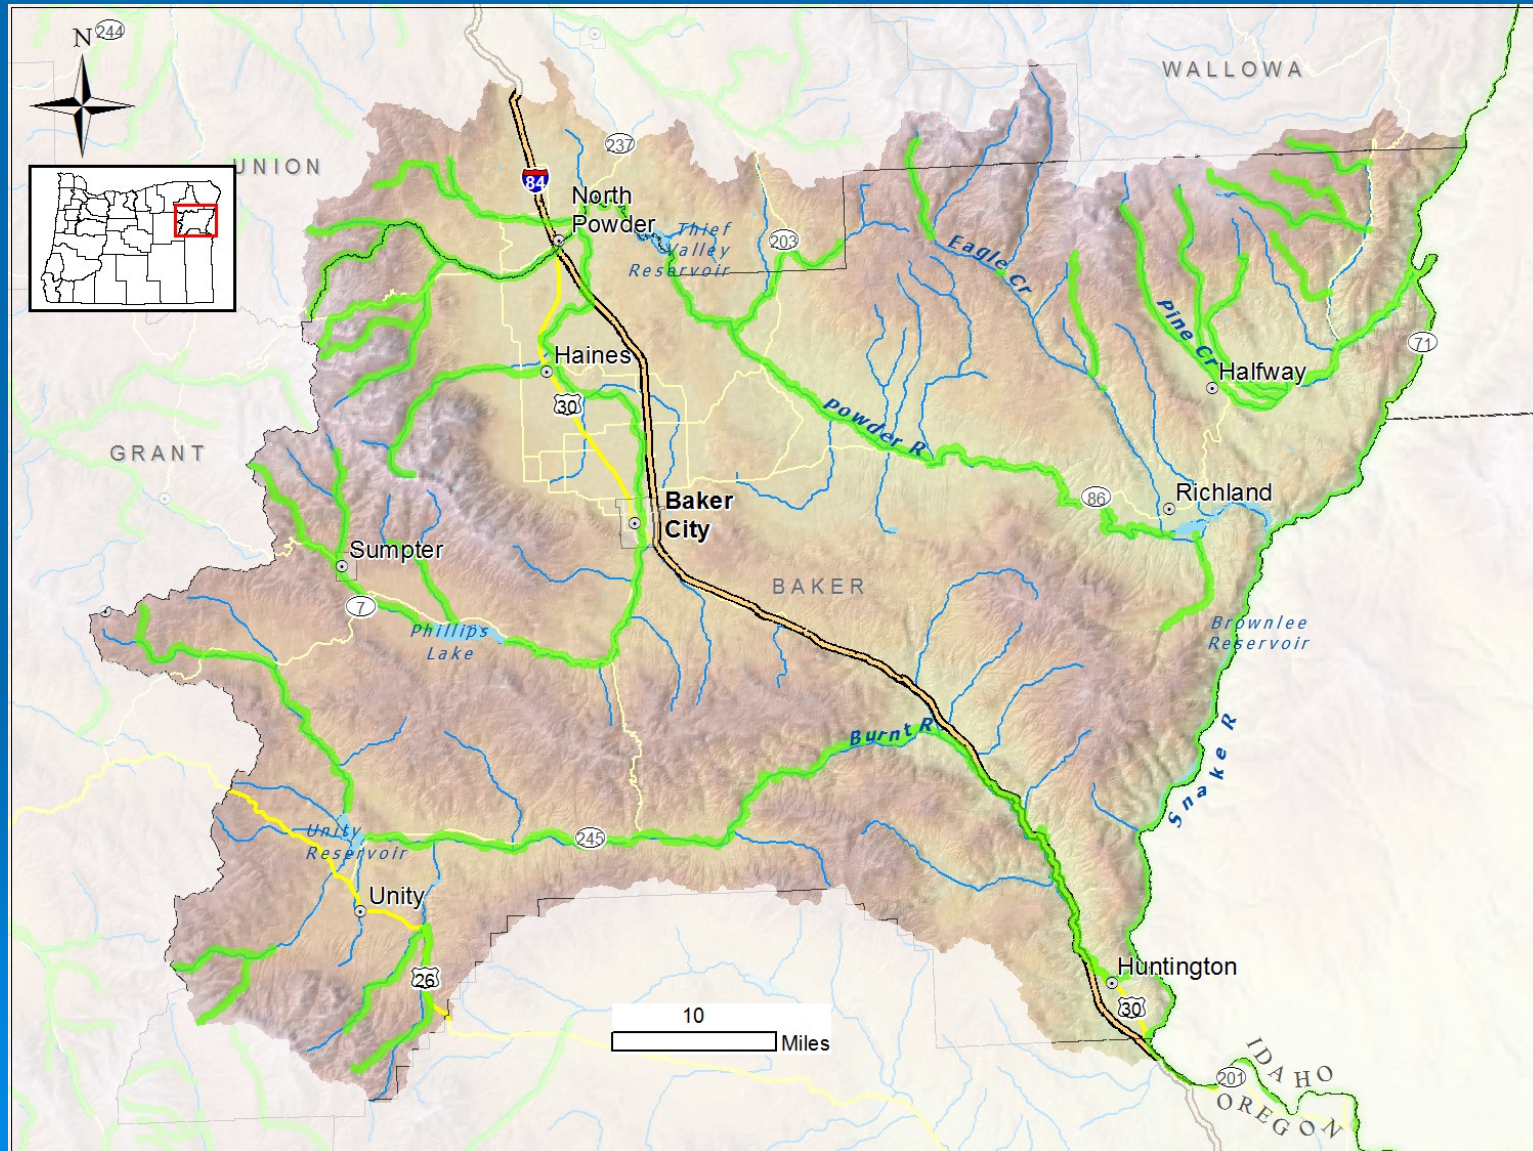 N
244
WALLOWA
UNION
237
84
North
Powder
Thief
Valley
Reservoir
203
Eagle Cr
Pine Cr
71
Haines
Halfway
30
Powder R
GRANT
86
Richland
Baker
City
Sumpter
BAKER
7
Phillips
Lake
Brownlee
Reservoir
Burnt R
Snake R
Unity
Reservoir
245
Unity
26
Huntington
30
10
Miles
IDAHO
201
OREGON